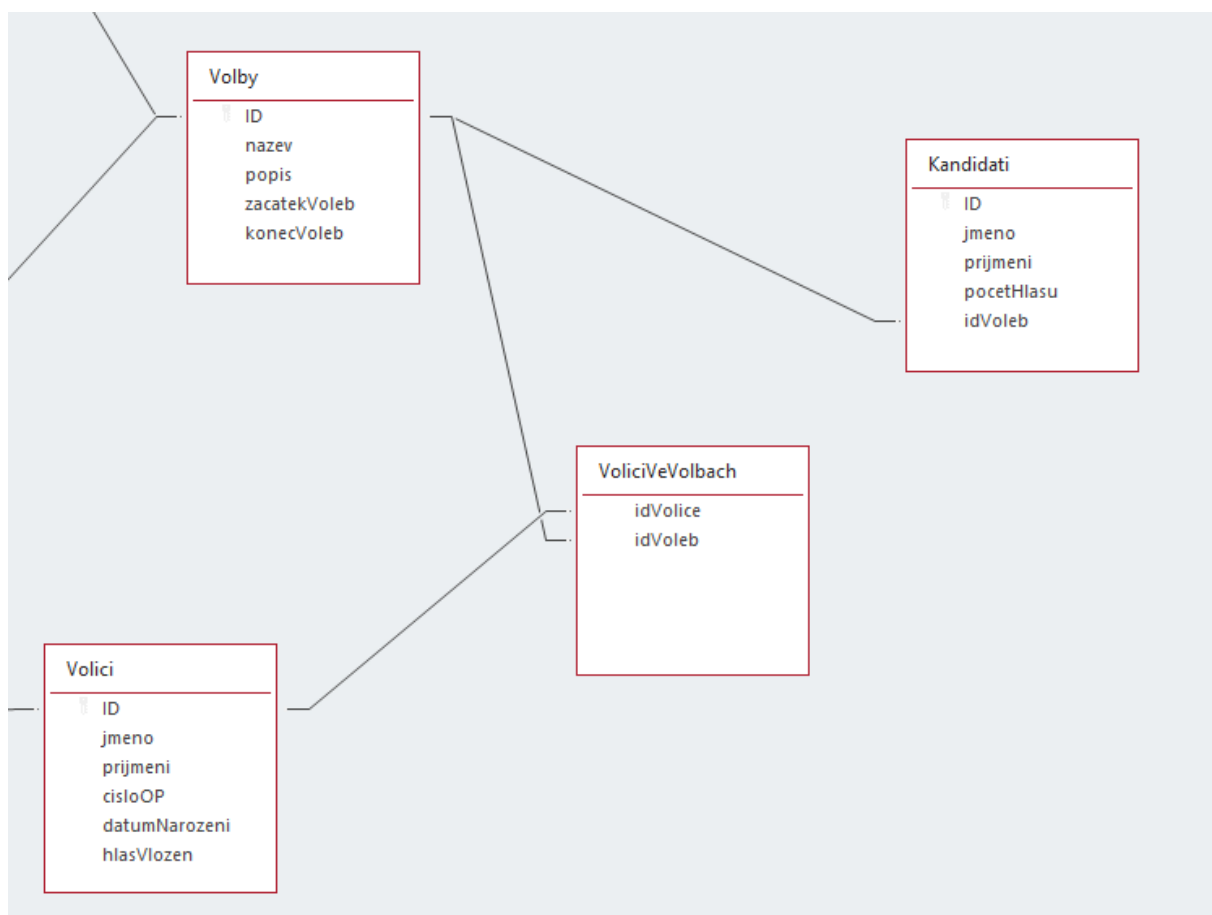 Volby
ID
nazev
popis
zacatekVoleb
konecVoleb
Kandidati
ID
jmeno
prijmeni
pocetHlasu
idVoleb
VoliciVeVolbach
idVolice
idVoleb
Volici
ID
jmeno
prijmeni
cisloOP
datumNarozeni
hlasVlozen